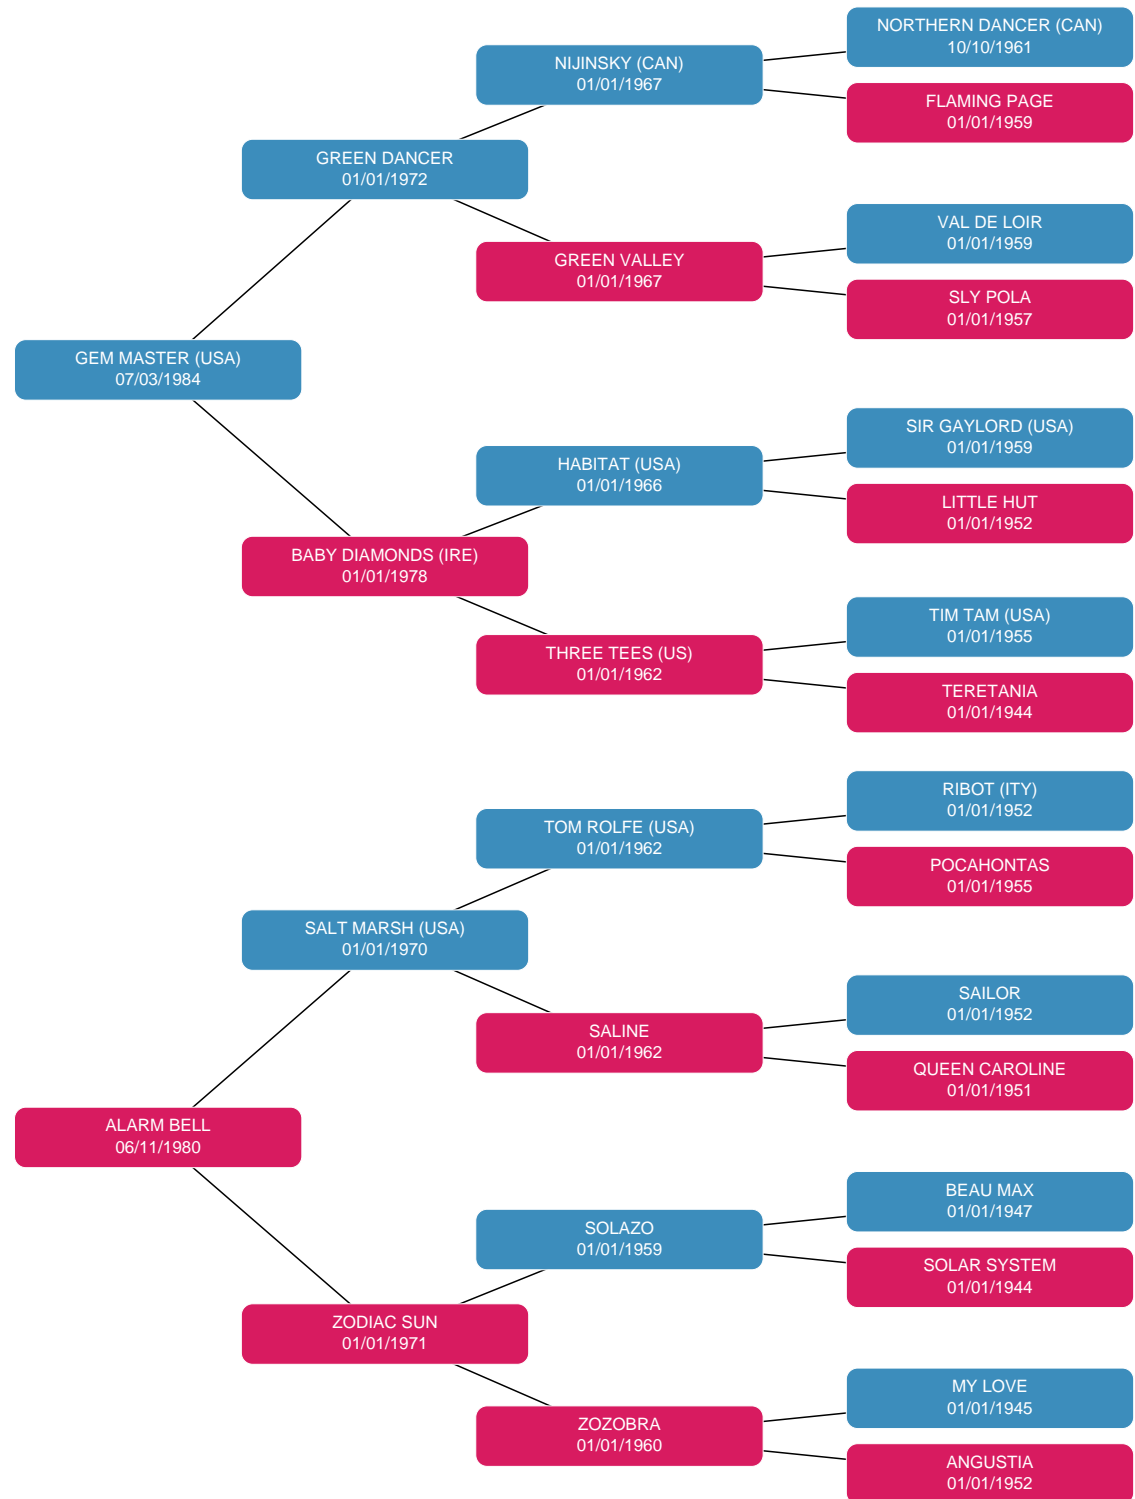 NORTHERN DANCER (CAN)
10/10/1961
NIJINSKY (CAN)
01/01/1967
FLAMING PAGE
01/01/1959
GREEN DANCER
01/01/1972
VAL DE LOIR
01/01/1959
GREEN VALLEY
01/01/1967
SLY POLA
01/01/1957
GEM MASTER (USA)
07/03/1984
SIR GAYLORD (USA)
01/01/1959
HABITAT (USA)
01/01/1966
LITTLE HUT
01/01/1952
BABY DIAMONDS (IRE)
01/01/1978
TIM TAM (USA)
01/01/1955
THREE TEES (US)
01/01/1962
TERETANIA
01/01/1944
RIBOT (ITY)
01/01/1952
TOM ROLFE (USA)
01/01/1962
POCAHONTAS
01/01/1955
SALT MARSH (USA)
01/01/1970
SAILOR
01/01/1952
SALINE
01/01/1962
QUEEN CAROLINE
01/01/1951
ALARM BELL
06/11/1980
BEAU MAX
01/01/1947
SOLAZO
01/01/1959
SOLAR SYSTEM
01/01/1944
ZODIAC SUN
01/01/1971
MY LOVE
01/01/1945
ZOZOBRA
01/01/1960
ANGUSTIA
01/01/1952